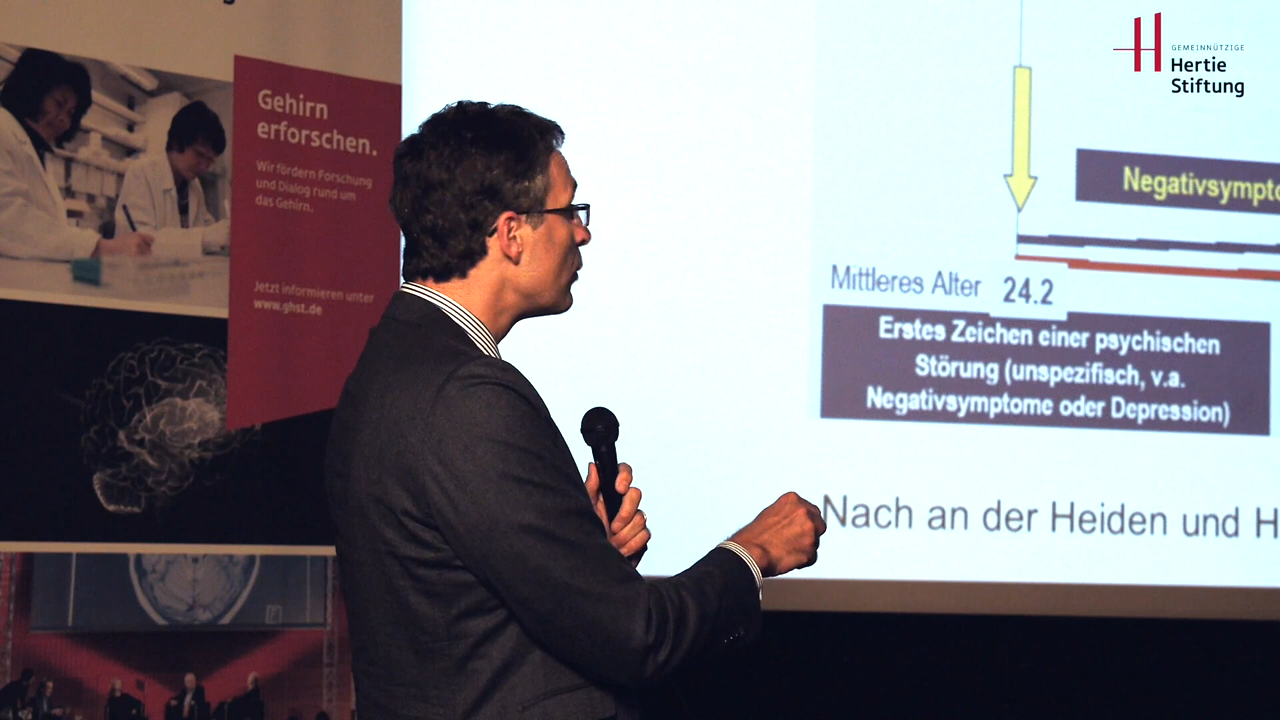 Gehirn
erforschen.
Wir fördern Forschung
und Dialog rund um
das Gehirn.
Jetzt informieren unter
www.ghst.de
GEMEINNÜTZIGE
Hertie
Stiftung
Negativsympto
Mittleres Alter 24.2
Erstes Zeichen einer psychischen
Störung (unspezifisch, v.a.
Negativsymptome oder Depression)
Nach an der Heiden und H